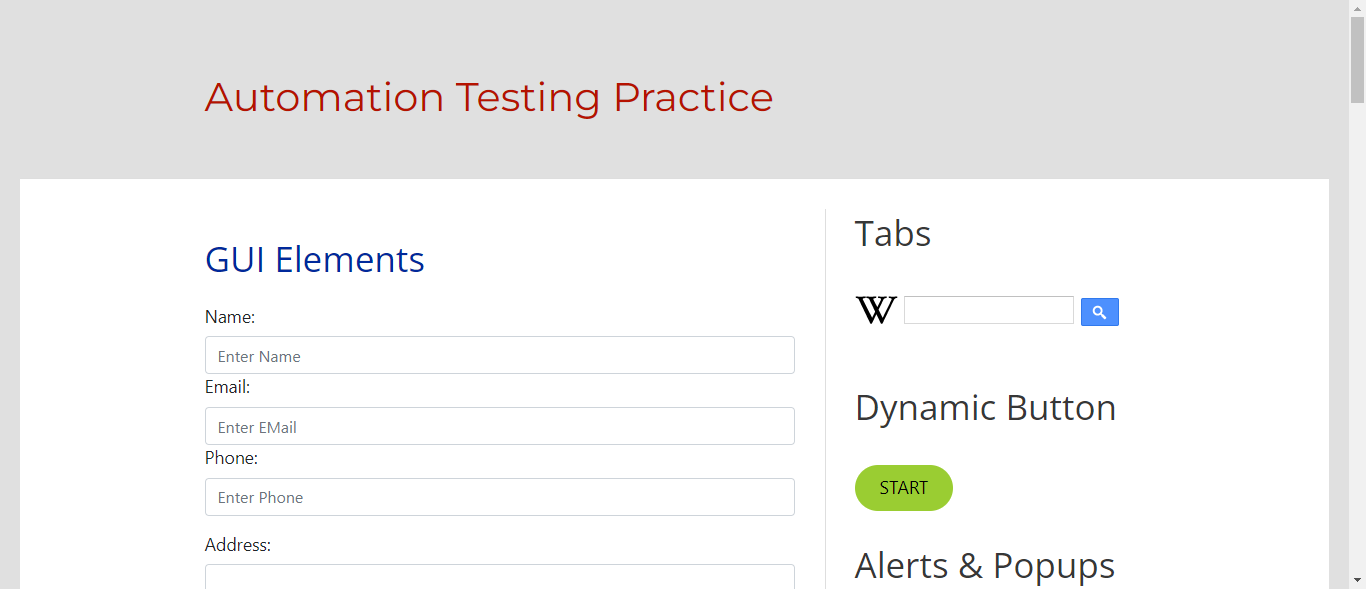 Automation Testing Practice
GUI Elements
Name:
Enter Name
Email:
Enter EMail
Phone:
Enter Phone
Address:
Tabs
W
Dynamic Button
START
Alerts & Popups